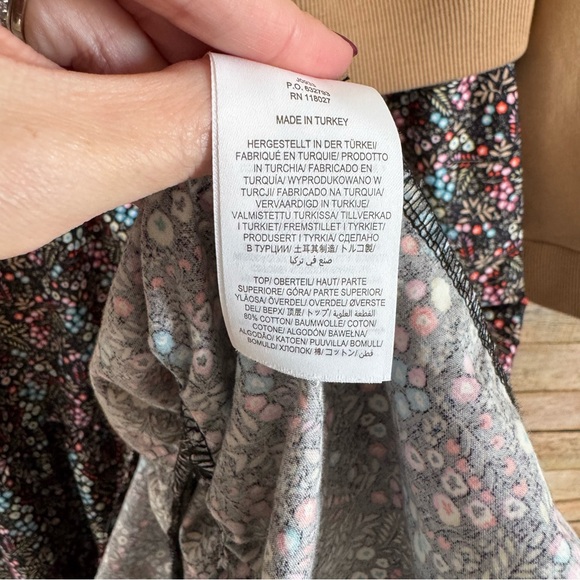 P.O. 632793
RN 118027
MADE IN TURKEY
HERGESTELLT IN DER TÜRKEI/
FABRIQUÉ EN TURQUIE/ PRODOTTO
IN TURCHIA/ FABRICADO EN
TURQUÍA/ WYPRODUKOWANO W
TURCJI/ FABRICADO NA TURQUIA/
VERVAARDIGD IN TURKIJE/
VALMISTETTU TURKISSA/ TILLVERKAD
I TURKIET/ FREMSTILLET I TYRKIET/
PRODUSERT I TYRKIA/ СДЕЛАНО
В ТУРЦИИ/ 土耳其制造/ トルコ製/
صنع في تركيا
TOP/ OBERTEIL/ HAUT/ PARTE
SUPERIORE/ GÓRA/ PARTE SUPERIOR/
YLÄOSA/ ÖVERDEL/ OVERDEL/ ØVERSTE
DEL/ ВЕРХ/ 顶层/ トップ/ القطعة العلوية/
80% COTTON/ BAUMWOLLE/ COTON/
COTONE/ ALGODÓN/ BAWEŁNA/
ALGODÃO/ KATOEN/ PUUVILLA/ BOMULL/
BOMULD/ ХЛОПОК/ 棉/ コットン/ قطن/